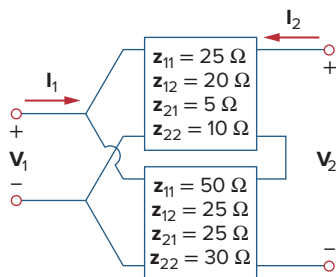 I₂
I₁
z₁₁ = 25 Ω
z₁₂ = 20 Ω
z₂₁ = 5 Ω
z₂₂ = 10 Ω
+
+
V₁
V₂
z₁₁ = 50 Ω
z₁₂ = 25 Ω
z₂₁ = 25 Ω
z₂₂ = 30 Ω
−
−